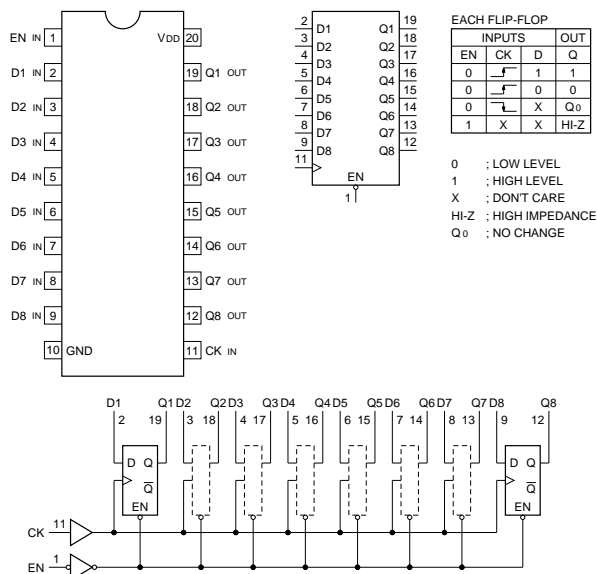 EN IN 1
D1 IN 2
D2 IN 3
D3 IN 4
D4 IN 5
D5 IN 6
D6 IN 7
D7 IN 8
D8 IN 9
10 GND
VDD 20
19 Q1 OUT
18 Q2 OUT
17 Q3 OUT
16 Q4 OUT
15 Q5 OUT
14 Q6 OUT
13 Q7 OUT
12 Q8 OUT
11 CK IN
2 D1 Q1 19
3 D2 Q2 18
4 D3 Q3 17
5 D4 Q4 16
6 D5 Q5 15
7 D6 Q6 14
8 D7 Q7 13
9 D8 Q8 12
11
EN
1
EACH FLIP-FLOP
INPUTS OUT
EN CK D Q
0 1 1
0 0 0
0 X Q0
1 X X HI-Z
0 ; LOW LEVEL
1 ; HIGH LEVEL
X ; DON'T CARE
HI-Z ; HIGH IMPEDANCE
Q0 ; NO CHANGE
D1 Q1 D2 Q2 D3 Q3 D4 Q4 D5 Q5 D6 Q6 D7 Q7 D8 Q8
2 19 3 18 4 17 5 16 6 15 7 14 8 13 9 12
D Q D Q
Q̅ Q̅
EN EN
CK 11
EN 1